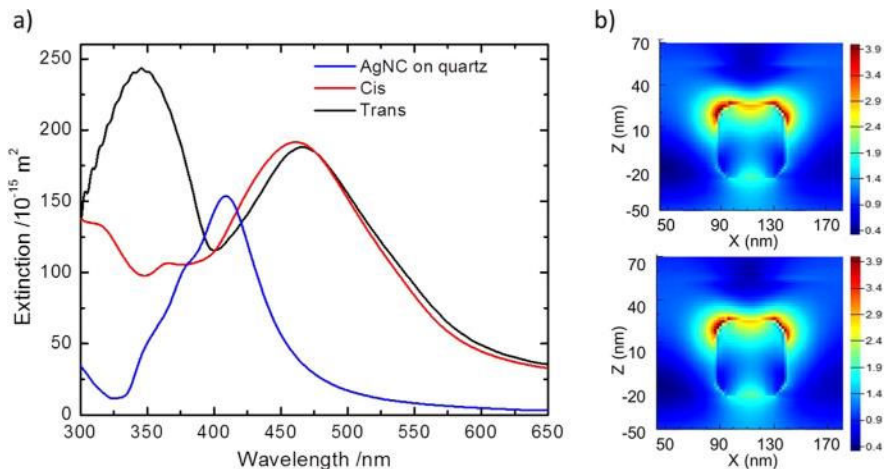 a)
250
200
150
100
50
0
Extinction /10⁻¹⁵ m²
AgNC on quartz
Cis
Trans
300 350 400 450 500 550 600 650
Wavelength /nm
b)
70
40
10
-20
-50
Z (nm)
50 90 130 170
X (nm)
3.9
3.4
2.9
2.4
1.9
1.4
0.9
0.4
70
40
10
-20
-50
Z (nm)
50 90 130 170
X (nm)
3.9
3.4
2.9
2.4
1.9
1.4
0.9
0.4